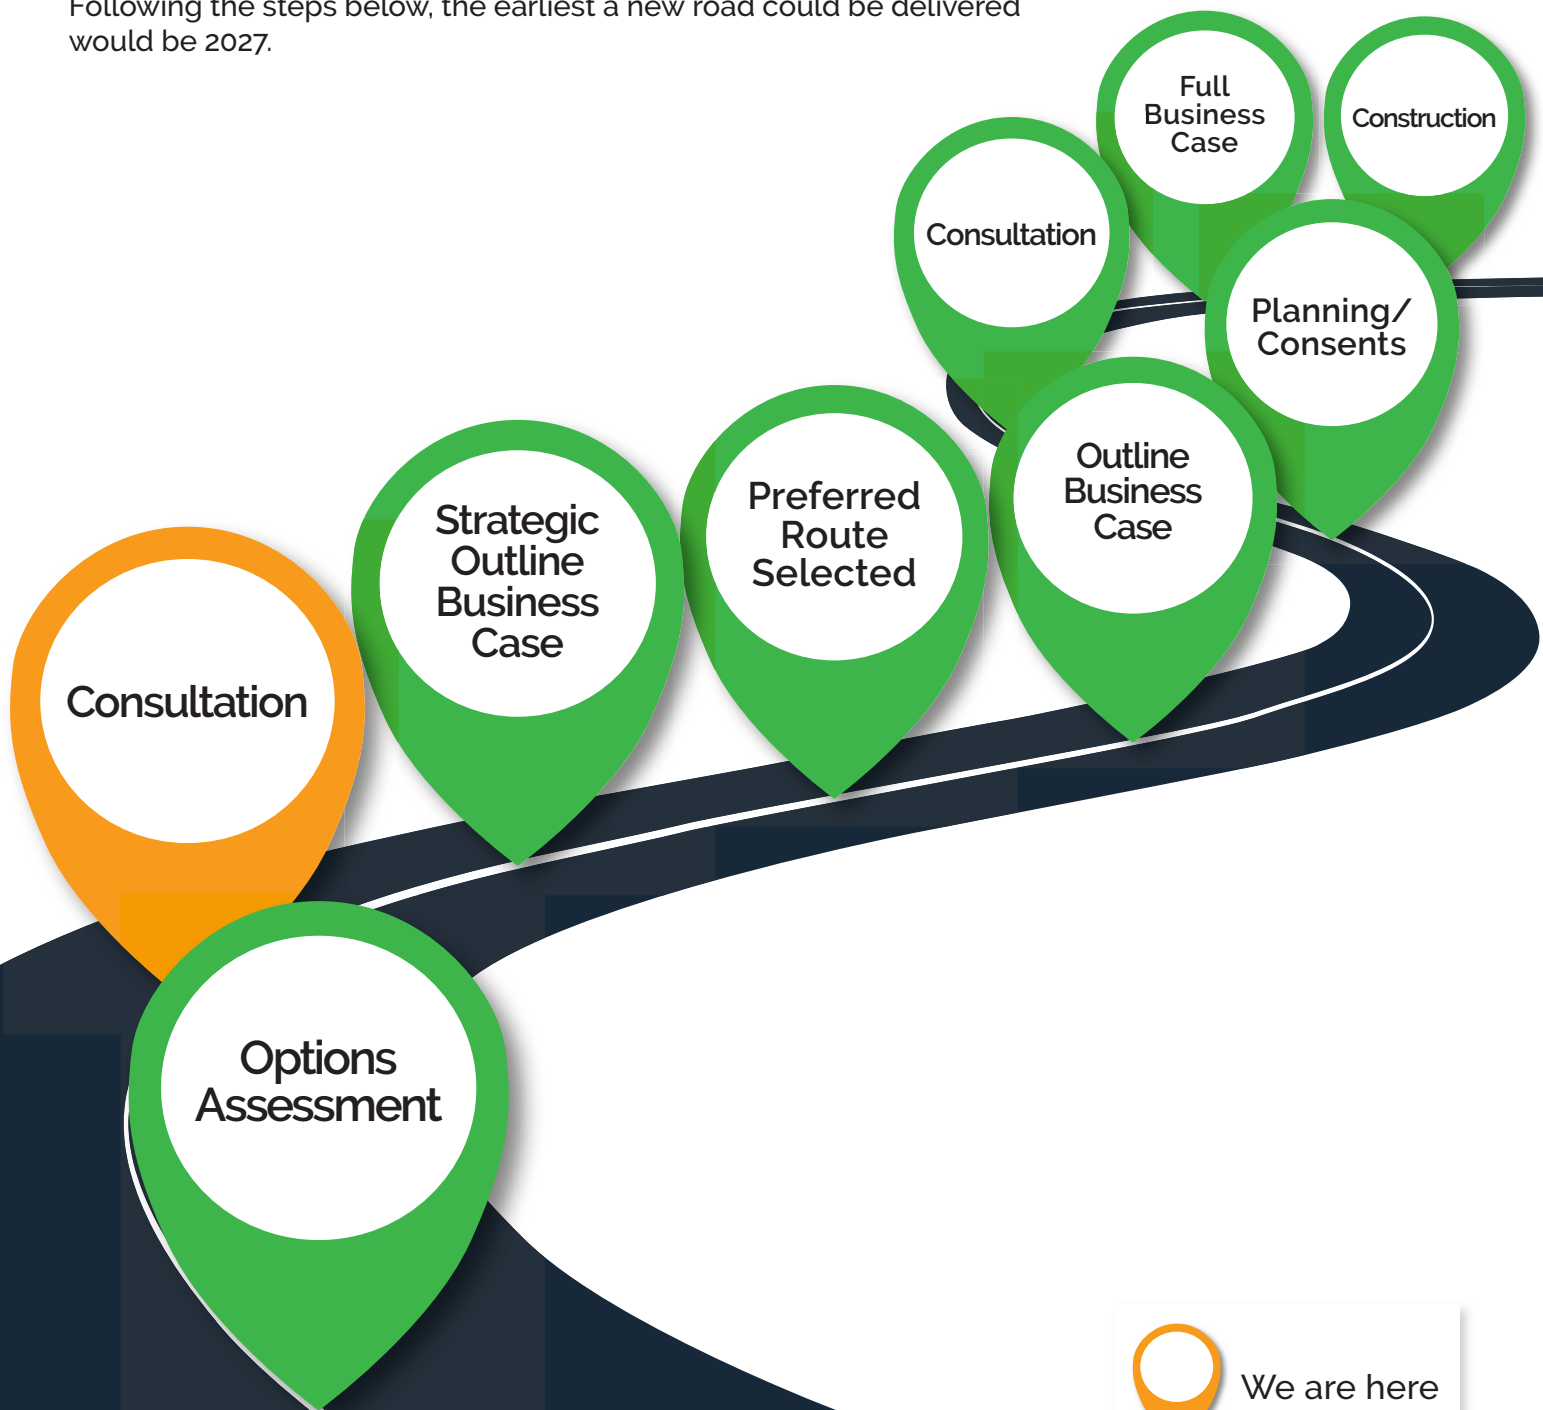 Following the steps below, the earliest a new road could be delivered
would be 2027.
Full
Business
Case
Construction
Consultation
Planning/
Consents
Outline
Business
Case
Preferred
Route
Selected
Strategic
Outline
Business
Case
Consultation
Options
Assessment
We are here